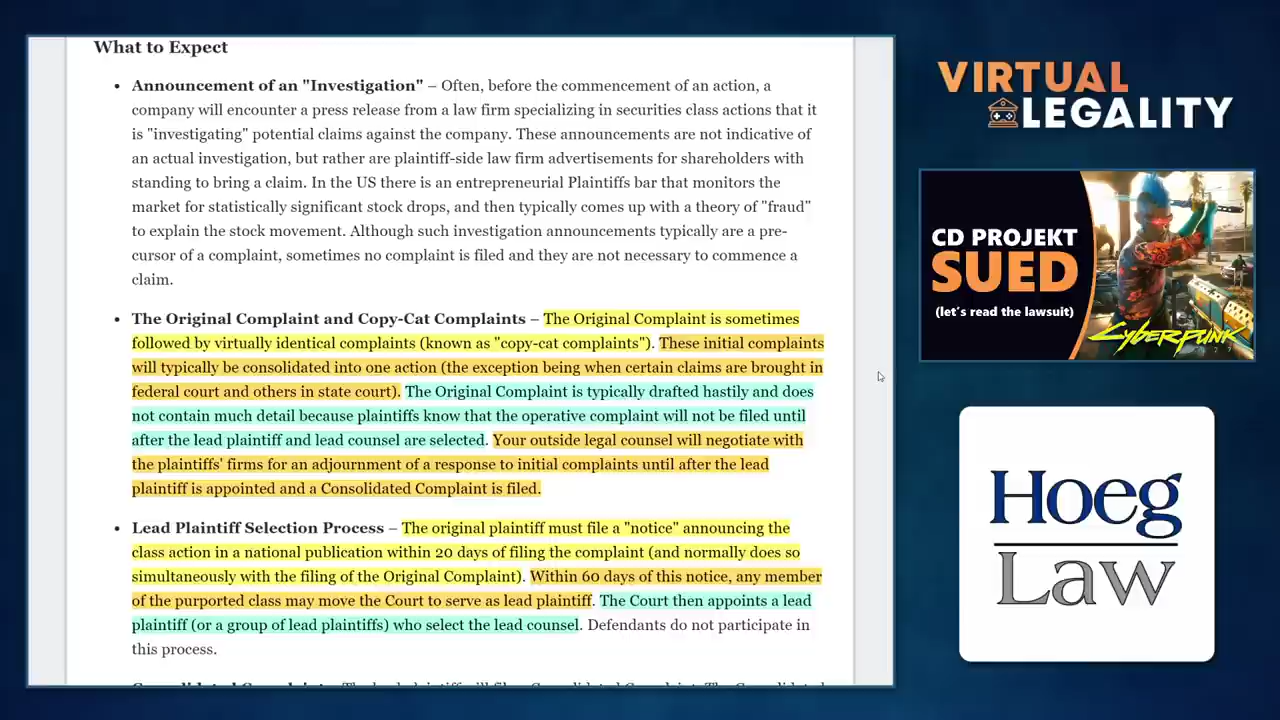 What to Expect
• Announcement of an "Investigation" – Often, before the commencement of an action, a
company will encounter a press release from a law firm specializing in securities class actions that it
is "investigating" potential claims against the company. These announcements are not indicative of
an actual investigation, but rather are plaintiff-side law firm advertisements for shareholders with
standing to bring a claim. In the US there is an entrepreneurial Plaintiffs bar that monitors the
market for statistically significant stock drops, and then typically comes up with a theory of "fraud"
to explain the stock movement. Although such investigation announcements typically are a pre-
cursor of a complaint, sometimes no complaint is filed and they are not necessary to commence a
claim.
• The Original Complaint and Copy-Cat Complaints – The Original Complaint is sometimes
followed by virtually identical complaints (known as "copy-cat complaints"). These initial complaints
will typically be consolidated into one action (the exception being when certain claims are brought in
federal court and others in state court). The Original Complaint is typically drafted hastily and does
not contain much detail because plaintiffs know that the operative complaint will not be filed until
after the lead plaintiff and lead counsel are selected. Your outside legal counsel will negotiate with
the plaintiffs' firms for an adjournment of a response to initial complaints until after the lead
plaintiff is appointed and a Consolidated Complaint is filed.
• Lead Plaintiff Selection Process – The original plaintiff must file a "notice" announcing the
class action in a national publication within 20 days of filing the complaint (and normally does so
simultaneously with the filing of the Original Complaint). Within 60 days of this notice, any member
of the purported class may move the Court to serve as lead plaintiff. The Court then appoints a lead
plaintiff (or a group of lead plaintiffs) who select the lead counsel. Defendants do not participate in
this process.
VIRTUAL
LEGALITY
CD PROJEKT
SUED
(let's read the lawsuit)
Cyberpunk
Hoeg
Law